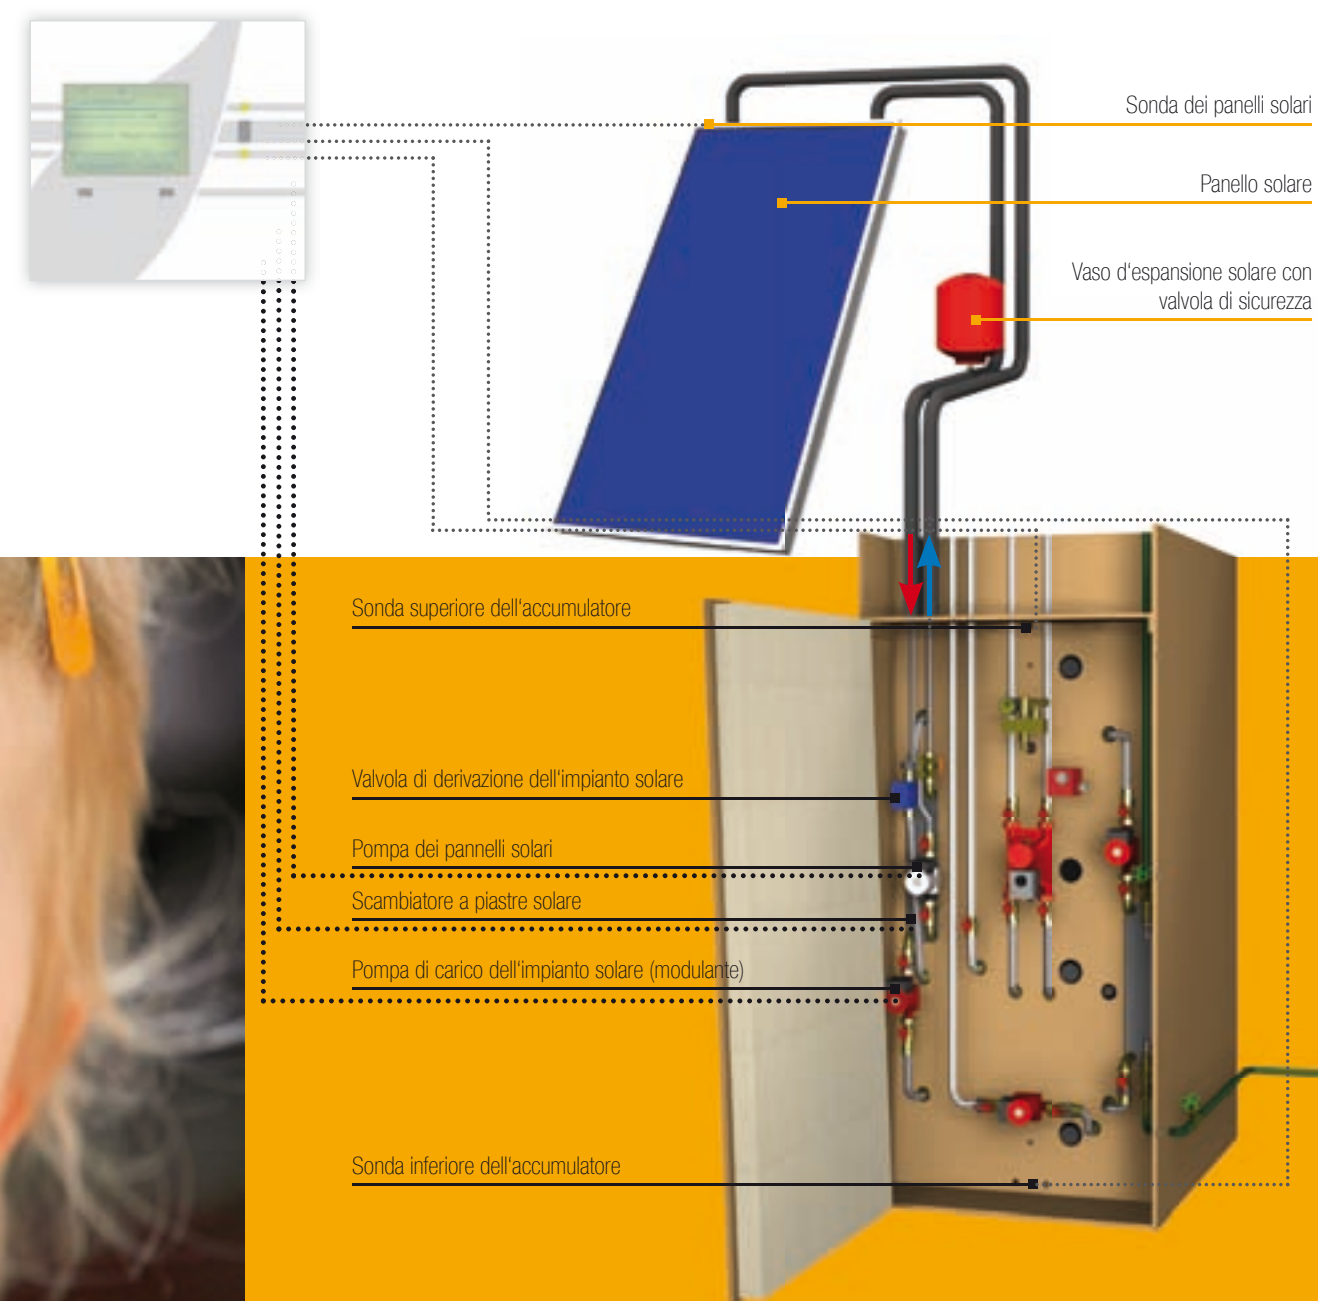 Sonda dei panelli solari
Panello solare
Vaso d'espansione solare con
valvola di sicurezza
Sonda superiore dell'accumulatore
Valvola di derivazione dell'impianto solare
Pompa dei pannelli solari
Scambiatore a piastre solare
Pompa di carico dell'impianto solare (modulante)
Sonda inferiore dell'accumulatore